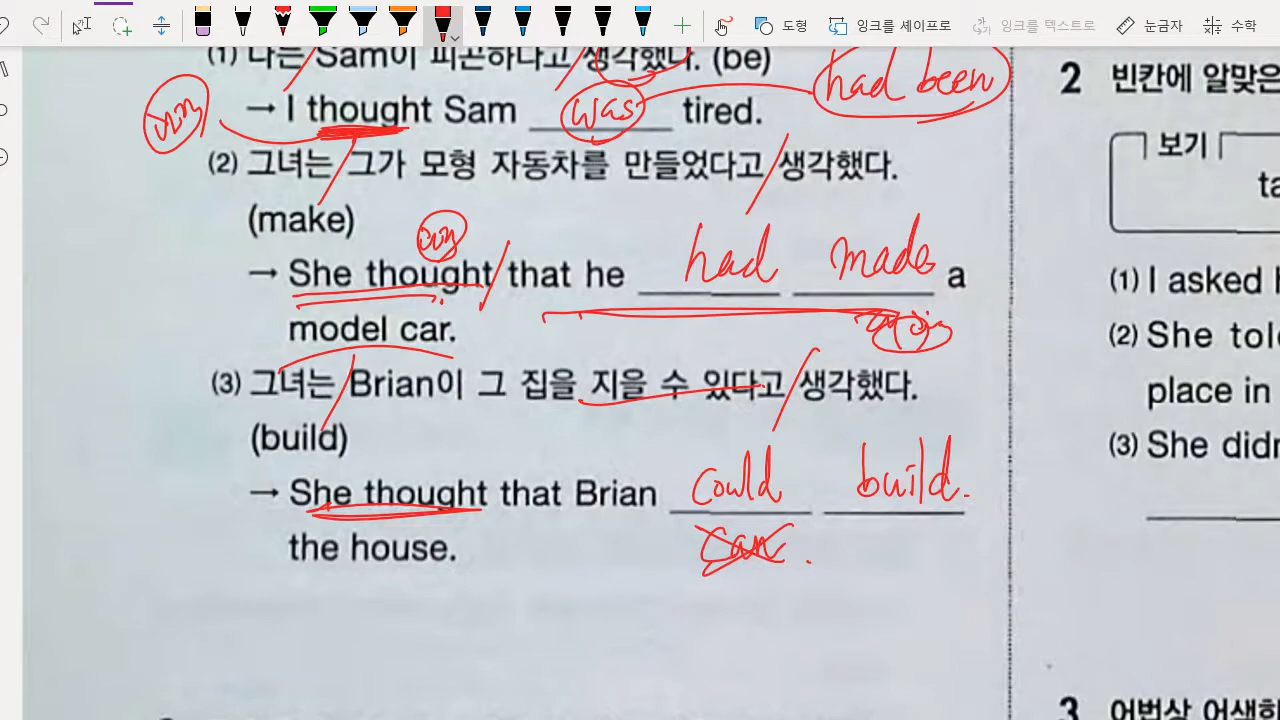 도형 잉크를 셰이프로 잉크를 텍스트로 눈금자 수학
(1) 나는 Sam이 피곤하다고 생각했다. (be)
had been
→ I thought Sam was tired.
(2) 그녀는 그가 모형 자동차를 만들었다고 생각했다.
(make)
→ She thought that he had made a
model car.
(3) 그녀는 Brian이 그 집을 지을 수 있다고 생각했다.
(build)
→ She thought that Brian could build.
can.
the house.
2 빈칸에 알맞은
보기
ta
(1) I asked h
(2) She tol
place in
(3) She didn
3 어법상 어색하